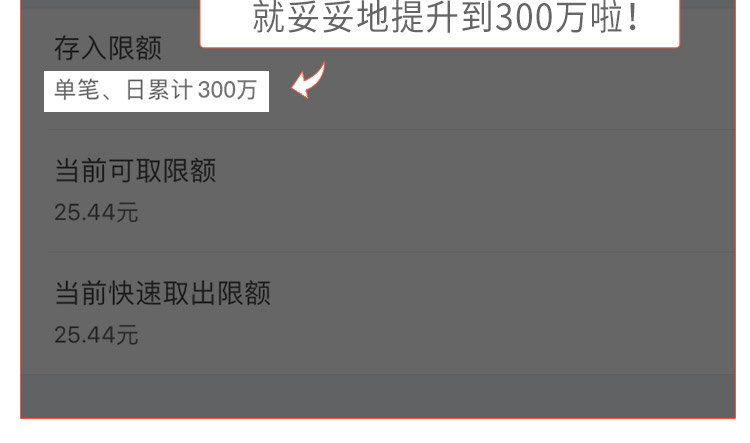 就妥妥地提升到300万啦！
存入限额
单笔、日累计300万
当前可取限额
25.44元
当前快速取出限额
25.44元